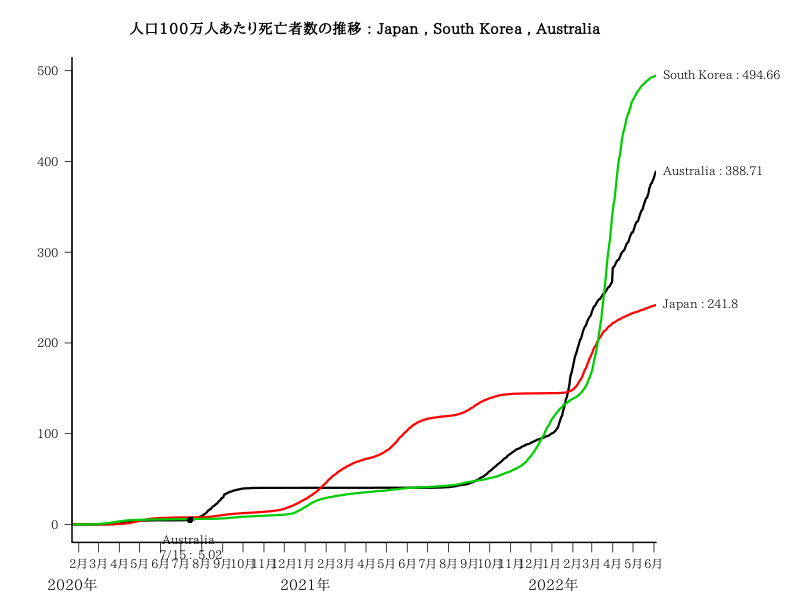 人口100万人あたり死亡者数の推移 : Japan , South Korea , Australia
500
400
300
200
100
0
South Korea : 494.66
Australia : 388.71
Japan : 241.8
Australia
7/15 : 5.02
2月 3月 4月 5月 6月 7月 8月 9月 10月 11月 12月 1月 2月 3月 4月 5月 6月 7月 8月 9月 10月 11月 12月 1月 2月 3月 4月 5月 6月
2020年 2021年 2022年